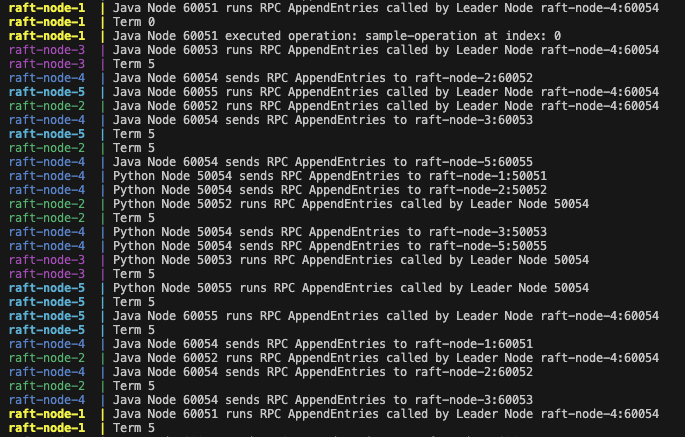 raft-node-1 | Java Node 60051 runs RPC AppendEntries called by Leader Node raft-node-4:60054
raft-node-1 | Term 0
raft-node-1 | Java Node 60051 executed operation: sample-operation at index: 0
raft-node-3 | Java Node 60053 runs RPC AppendEntries called by Leader Node raft-node-4:60054
raft-node-3 | Term 5
raft-node-4 | Java Node 60054 sends RPC AppendEntries to raft-node-2:60052
raft-node-5 | Java Node 60055 runs RPC AppendEntries called by Leader Node raft-node-4:60054
raft-node-2 | Java Node 60052 runs RPC AppendEntries called by Leader Node raft-node-4:60054
raft-node-4 | Java Node 60054 sends RPC AppendEntries to raft-node-3:60053
raft-node-5 | Term 5
raft-node-2 | Term 5
raft-node-4 | Java Node 60054 sends RPC AppendEntries to raft-node-5:60055
raft-node-4 | Python Node 50054 sends RPC AppendEntries to raft-node-1:50051
raft-node-4 | Python Node 50054 sends RPC AppendEntries to raft-node-2:50052
raft-node-2 | Python Node 50052 runs RPC AppendEntries called by Leader Node 50054
raft-node-2 | Term 5
raft-node-4 | Python Node 50054 sends RPC AppendEntries to raft-node-3:50053
raft-node-4 | Python Node 50054 sends RPC AppendEntries to raft-node-5:50055
raft-node-3 | Python Node 50053 runs RPC AppendEntries called by Leader Node 50054
raft-node-3 | Term 5
raft-node-5 | Python Node 50055 runs RPC AppendEntries called by Leader Node 50054
raft-node-5 | Term 5
raft-node-5 | Java Node 60055 runs RPC AppendEntries called by Leader Node raft-node-4:60054
raft-node-5 | Term 5
raft-node-4 | Java Node 60054 sends RPC AppendEntries to raft-node-1:60051
raft-node-2 | Java Node 60052 runs RPC AppendEntries called by Leader Node raft-node-4:60054
raft-node-4 | Java Node 60054 sends RPC AppendEntries to raft-node-2:60052
raft-node-2 | Term 5
raft-node-4 | Java Node 60054 sends RPC AppendEntries to raft-node-3:60053
raft-node-1 | Java Node 60051 runs RPC AppendEntries called by Leader Node raft-node-4:60054
raft-node-1 | Term 5